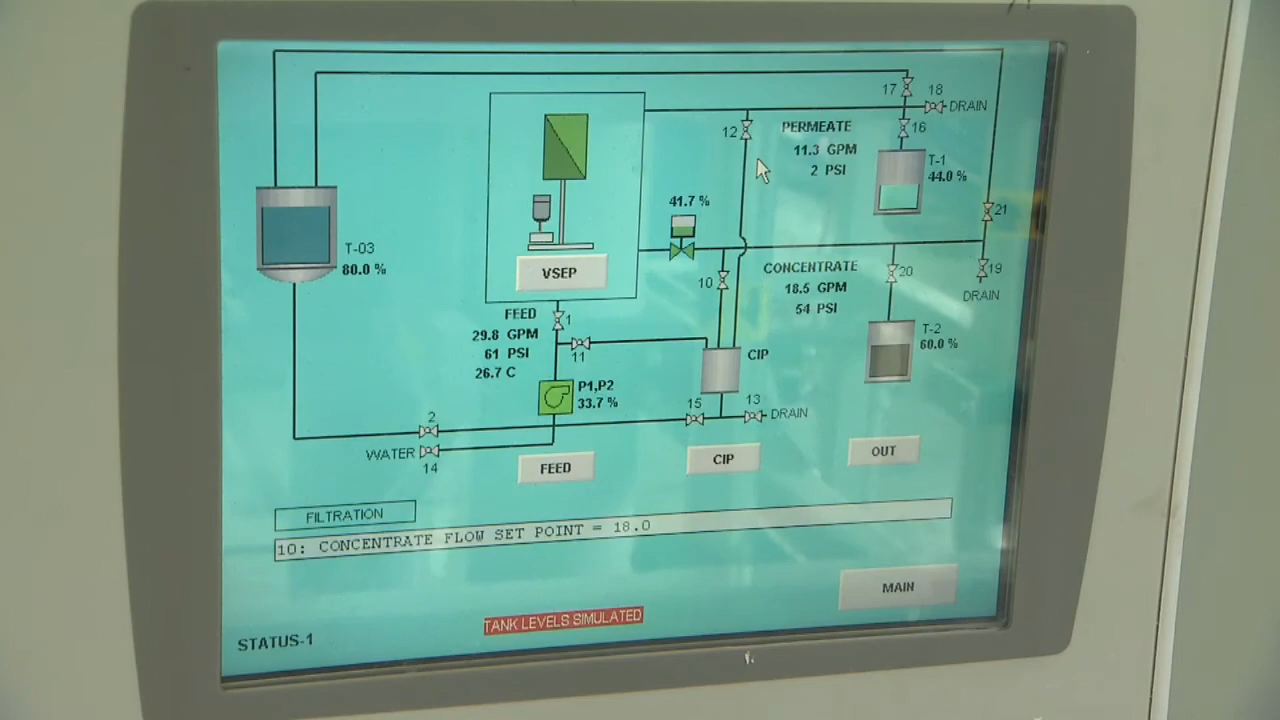 17
18
DRAIN
12
PERMEATE
16
11.3 GPM
2 PSI
T-1
44.0 %
41.7 %
21
T-03
80.0 %
VSEP
10
CONCENTRATE
18.5 GPM
54 PSI
20
19
DRAIN
FEED
1
29.8 GPM
61 PSI
26.7 C
11
T-2
60.0 %
CIP
P1,P2
33.7 %
2
15
13
DRAIN
WATER
14
FEED
CIP
OUT
FILTRATION
10: CONCENTRATE FLOW SET POINT = 18.0
MAIN
TANK LEVELS SIMULATED
STATUS-1